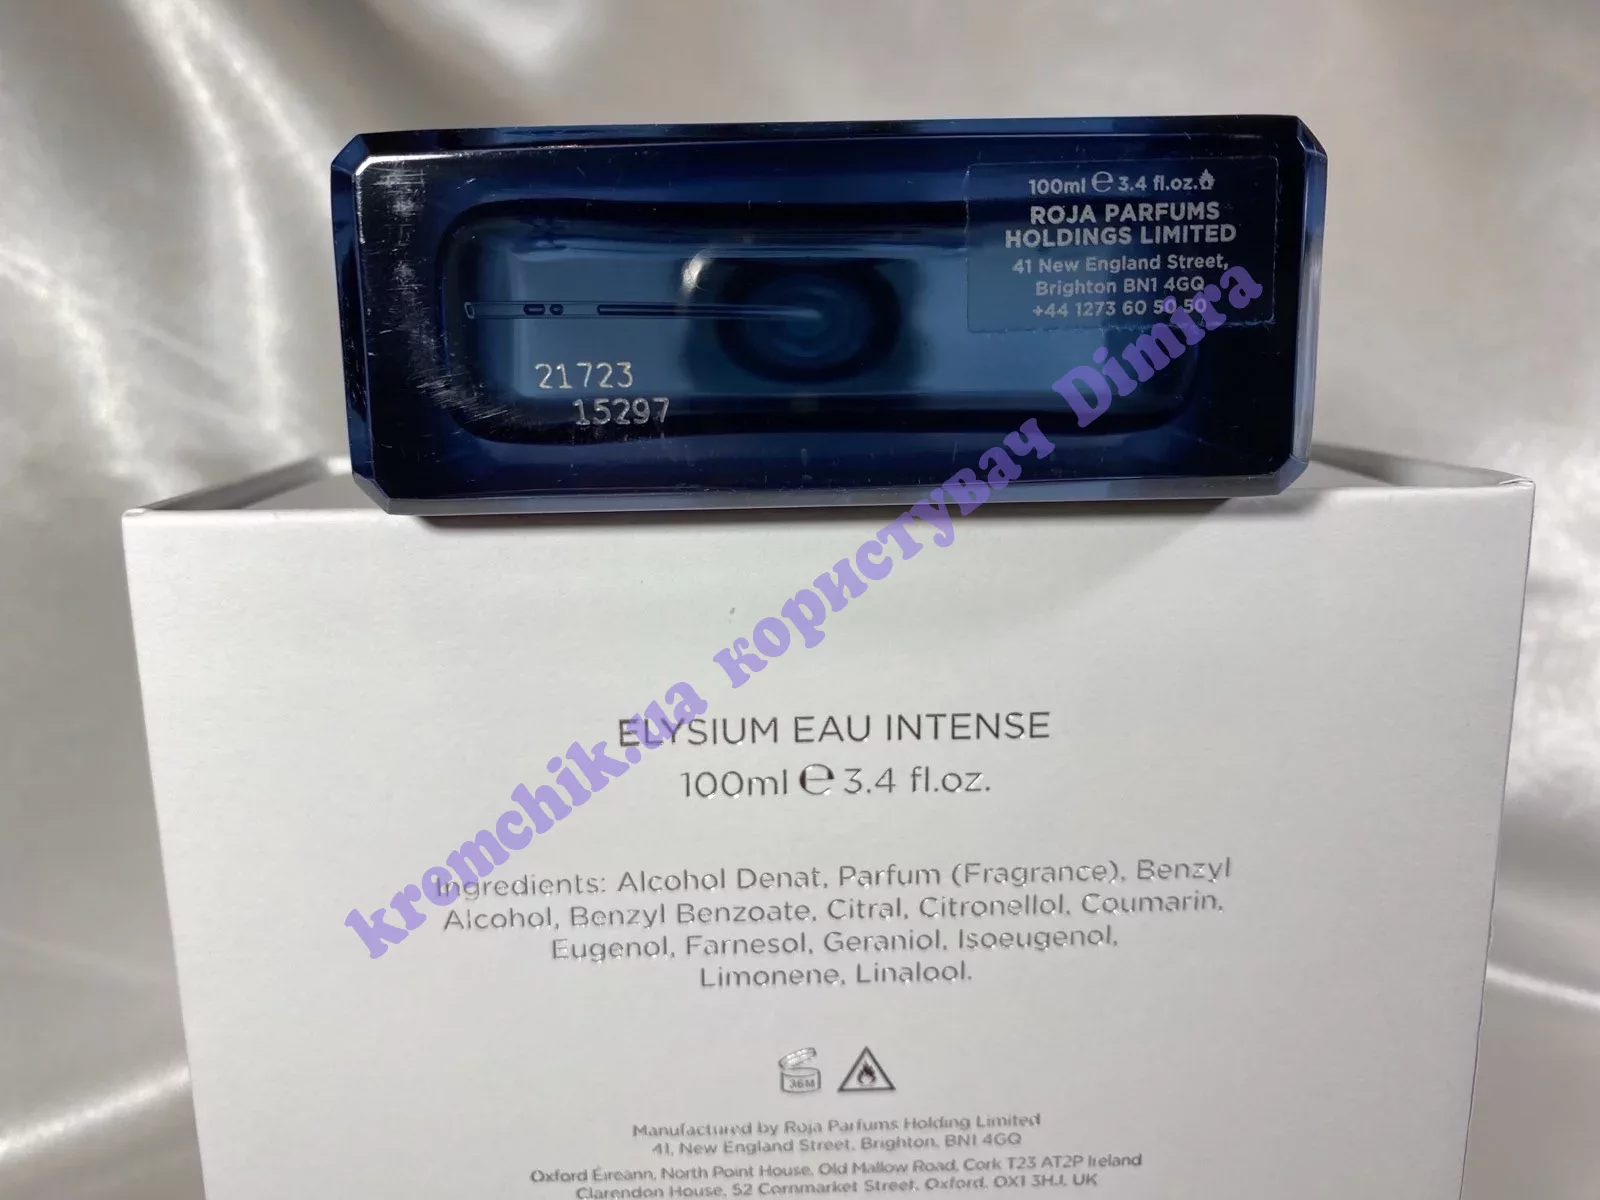 100ml ℮ 3.4 fl.oz.
ROJA PARFUMS
HOLDINGS LIMITED
41 New England Street,
Brighton BN1 4GQ
+44 1273 60 50 50
21723
15297
kremchik.ua користувач Dimira
ELYSIUM EAU INTENSE
100ml ℮ 3.4 fl.oz.
Ingredients: Alcohol Denat, Parfum (Fragrance), Benzyl
Alcohol, Benzyl Benzoate, Citral, Citronellol, Coumarin,
Eugenol, Farnesol, Geraniol, Isoeugenol,
Limonene, Linalool.
36M
Manufactured by Roja Parfums Holding Limited
41, New England Street, Brighton, BN1 4GQ
Oxford Éireann, North Point House, Old Mallow Road, Cork T23 AT2P Ireland
Clarendon House, 52 Cornmarket Street, Oxford, OX1 3HJ, UK